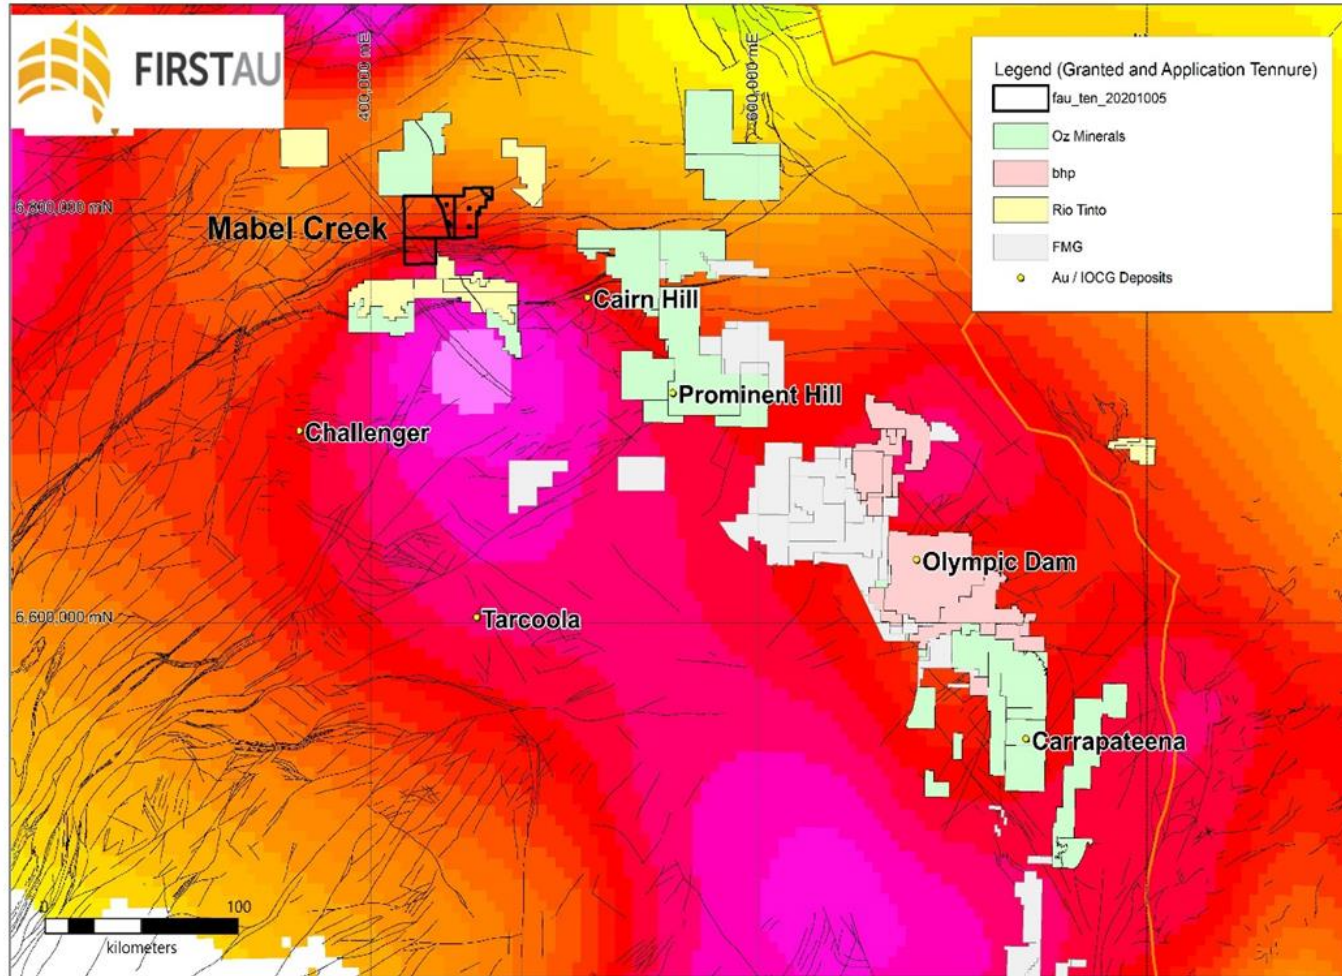 FIRSTAU
400,000 mE
600,000 mE
Legend (Granted and Application Tennure)
fau_ten_20201005
Oz Minerals
bhp
Rio Tinto
FMG
Au / IOCG Deposits
6,800,000 mN
Mabel Creek
Cairn Hill
Prominent Hill
Challenger
Olympic Dam
6,600,000 mN
Tarcoola
Carrapateena
0 100
kilometers